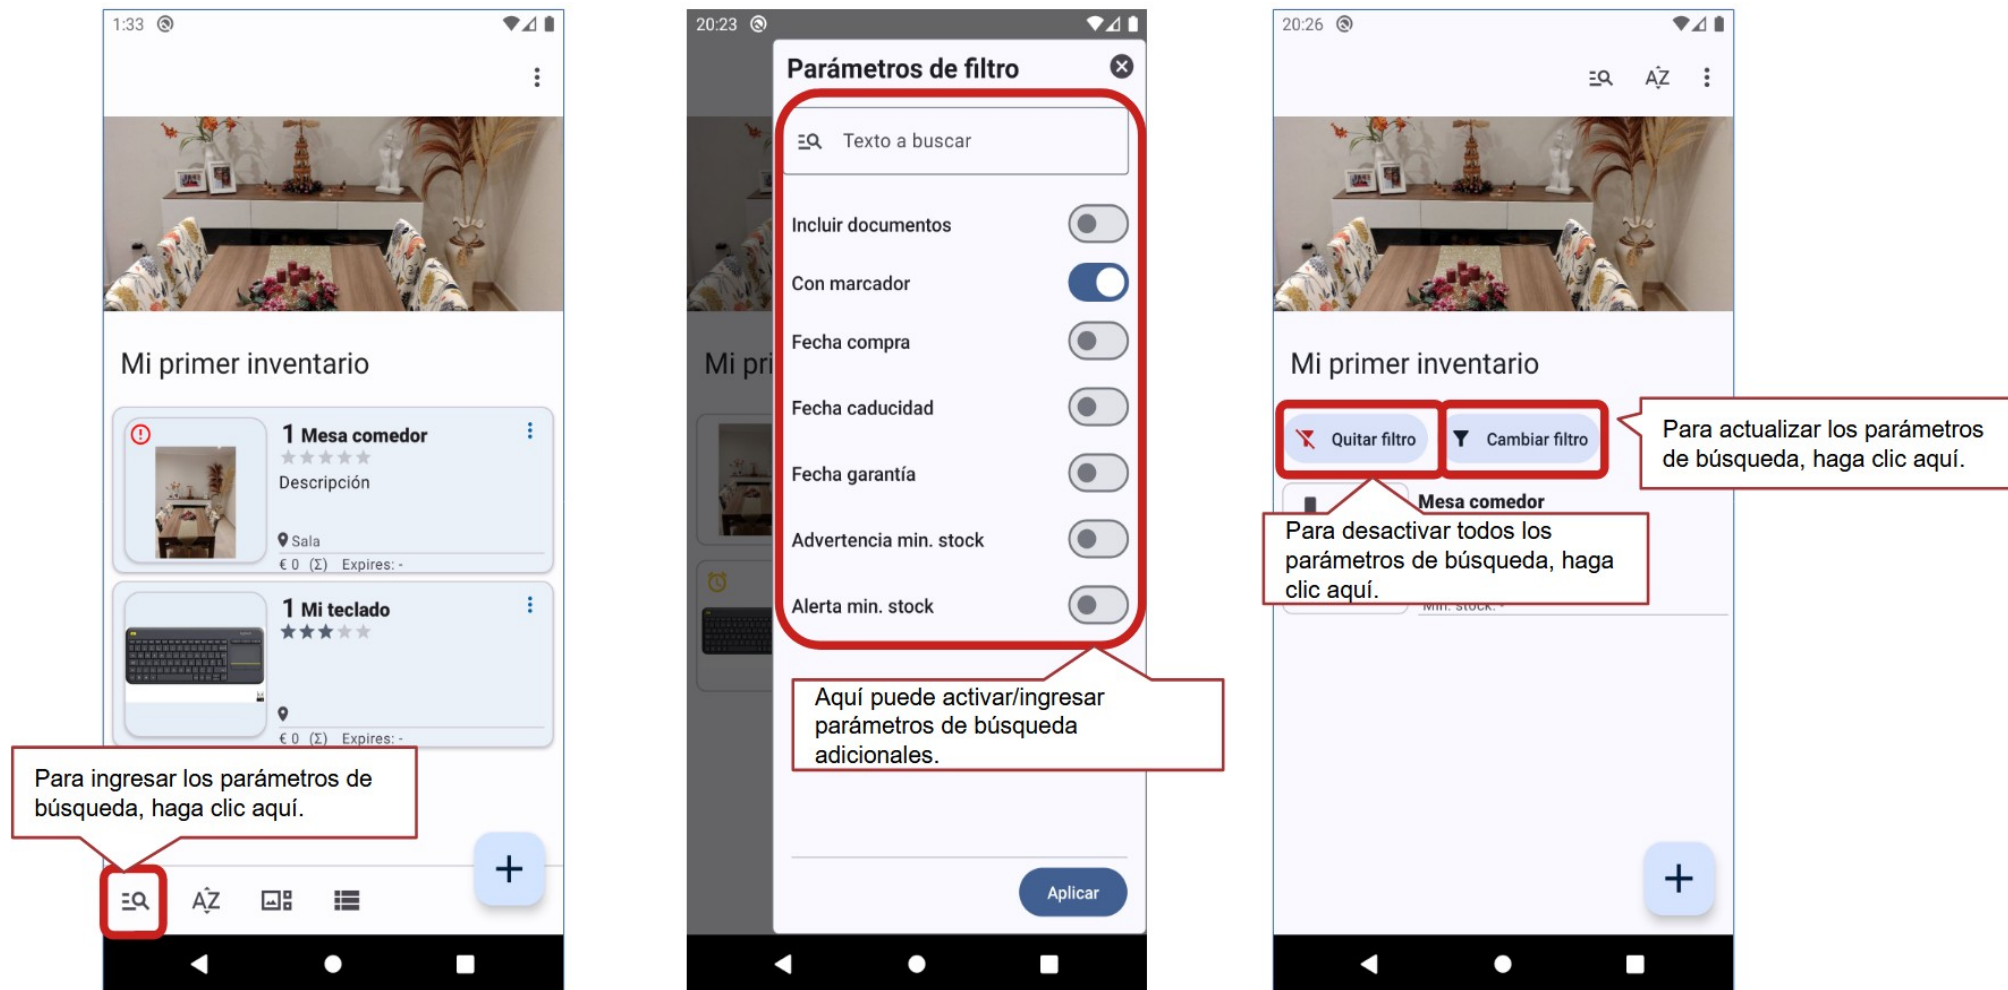 1:33
Mi primer inventario
1 Mesa comedor
Descripción
Sala
€ 0 (Σ) Expires: -
1 Mi teclado
€ 0 (Σ) Expires: -
Para ingresar los parámetros de
búsqueda, haga clic aquí.
AZ
20:23
Parámetros de filtro
Texto a buscar
Incluir documentos
Con marcador
Fecha compra
Mi pri
Fecha caducidad
Fecha garantía
Advertencia min. stock
Alerta min. stock
Aquí puede activar/ingresar
parámetros de búsqueda
adicionales.
Aplicar
20:26
AZ
Mi primer inventario
Quitar filtro
Cambiar filtro
Para actualizar los parámetros
de búsqueda, haga clic aquí.
Mesa comedor
Para desactivar todos los
parámetros de búsqueda, haga
clic aquí.
Min. stock: -